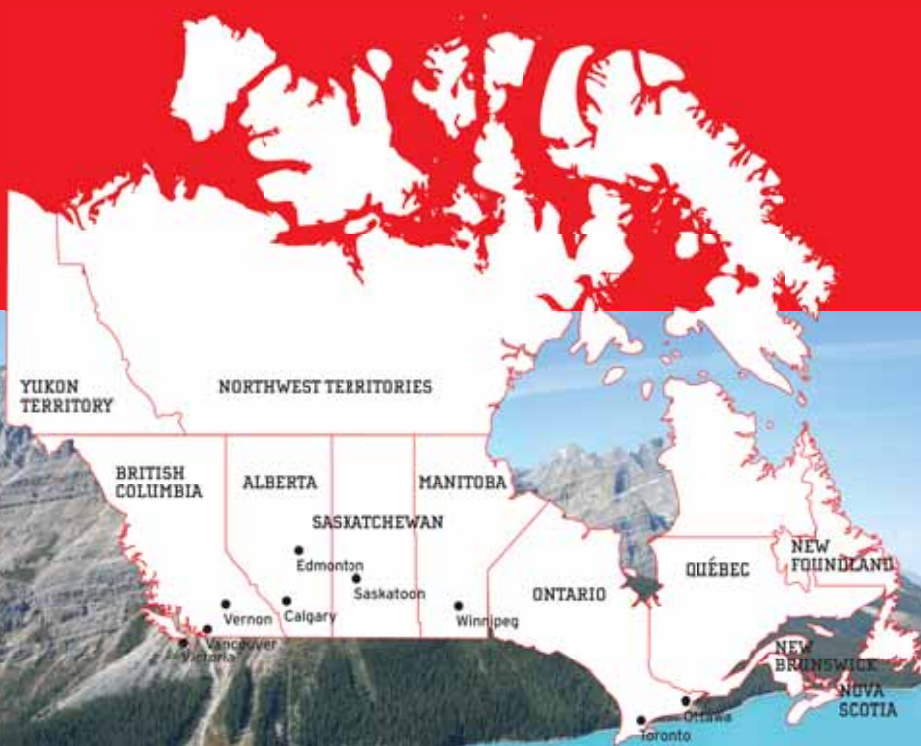 YUKON
TERRITORY
NORTHWEST TERRITORIES
BRITISH
COLUMBIA
ALBERTA
MANITOBA
SASKATCHEWAN
Edmonton
Saskatoon
Vernon
Calgary
Winnipeg
Vancouver
Victoria
ONTARIO
QUÉBEC
NEW
FOUNDLAND
NEW
BRUNSWICK
NOVA
SCOTIA
Ottawa
Toronto